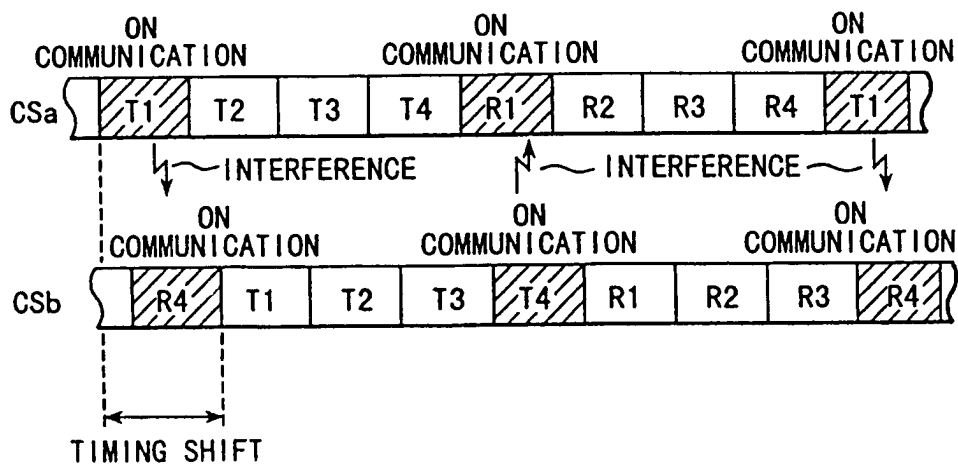 ON COMMUNICATION
ON COMMUNICATION
ON COMMUNICATION
CSa T1 T2 T3 T4 R1 R2 R3 R4 T1
INTERFERENCE INTERFERENCE
ON COMMUNICATION
ON COMMUNICATION
ON COMMUNICATION
CSb R4 T1 T2 T3 T4 R1 R2 R3 R4
TIMING SHIFT